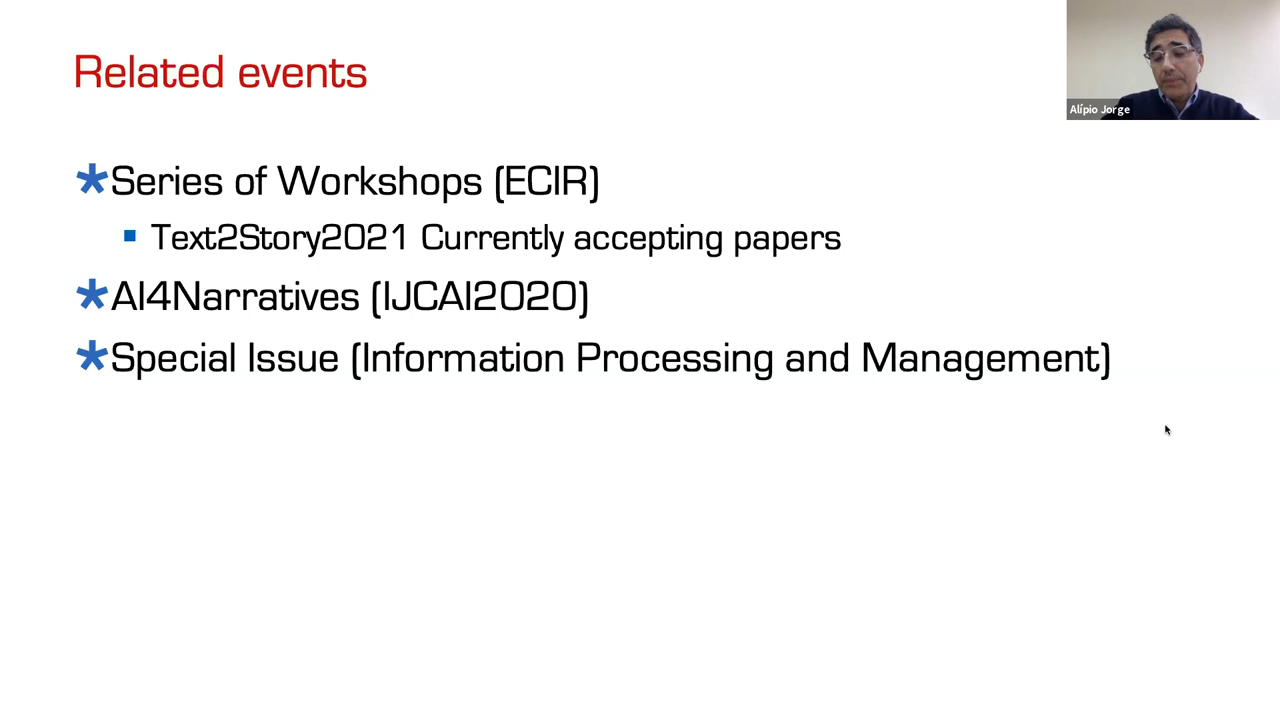 Related events
Alípio Jorge
*Series of Workshops (ECIR)
▪ Text2Story2021 Currently accepting papers
*AI4Narratives (IJCAI2020)
*Special Issue (Information Processing and Management)